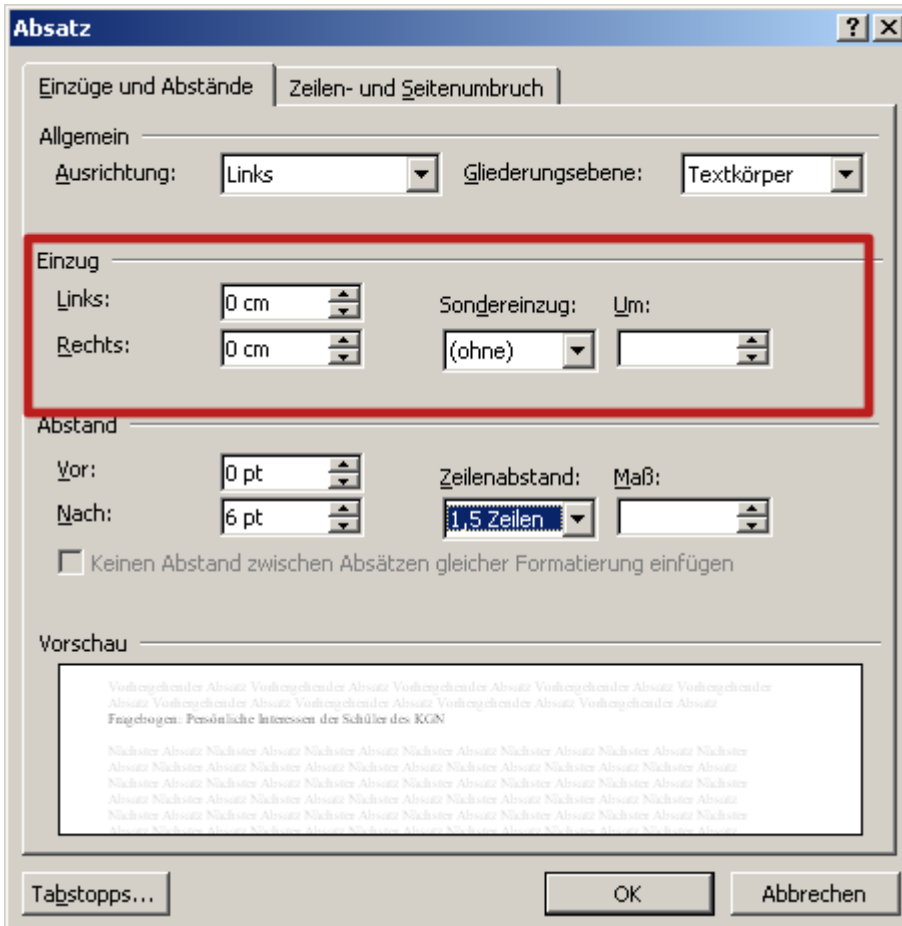 Absatz
Einzüge und Abstände Zeilen- und Seitenumbruch
Allgemein
Ausrichtung: Links Gliederungsebene: Textkörper
Einzug
Links: 0 cm Sondereinzug: Um:
Rechts: 0 cm (ohne)
Abstand
Vor: 0 pt Zeilenabstand: Maß:
Nach: 6 pt 1,5 Zeilen
Keinen Abstand zwischen Absätzen gleicher Formatierung einfügen
Vorschau
Vorhergehender Absatz Vorhergehender Absatz Vorhergehender Absatz Vorhergehender Absatz Vorhergehender
Absatz Vorhergehender Absatz Vorhergehender Absatz Vorhergehender Absatz Vorhergehender Absatz
Fragebogen: Persönliche Interessen der Schüler des KGN
Nächster Absatz Nächster Absatz Nächster Absatz Nächster Absatz Nächster Absatz Nächster Absatz Nächster
Absatz Nächster Absatz Nächster Absatz Nächster Absatz Nächster Absatz Nächster Absatz
Nächster Absatz Nächster Absatz Nächster Absatz Nächster Absatz Nächster Absatz Nächster Absatz Nächster
Absatz Nächster Absatz Nächster Absatz Nächster Absatz Nächster Absatz Nächster Absatz
Nächster Absatz Nächster Absatz Nächster Absatz Nächster Absatz Nächster Absatz Nächster Absatz Nächster
Absatz Nächster Absatz Nächster Absatz Nächster Absatz Nächster Absatz Nächster Absatz
Tabstopps... OK Abbrechen